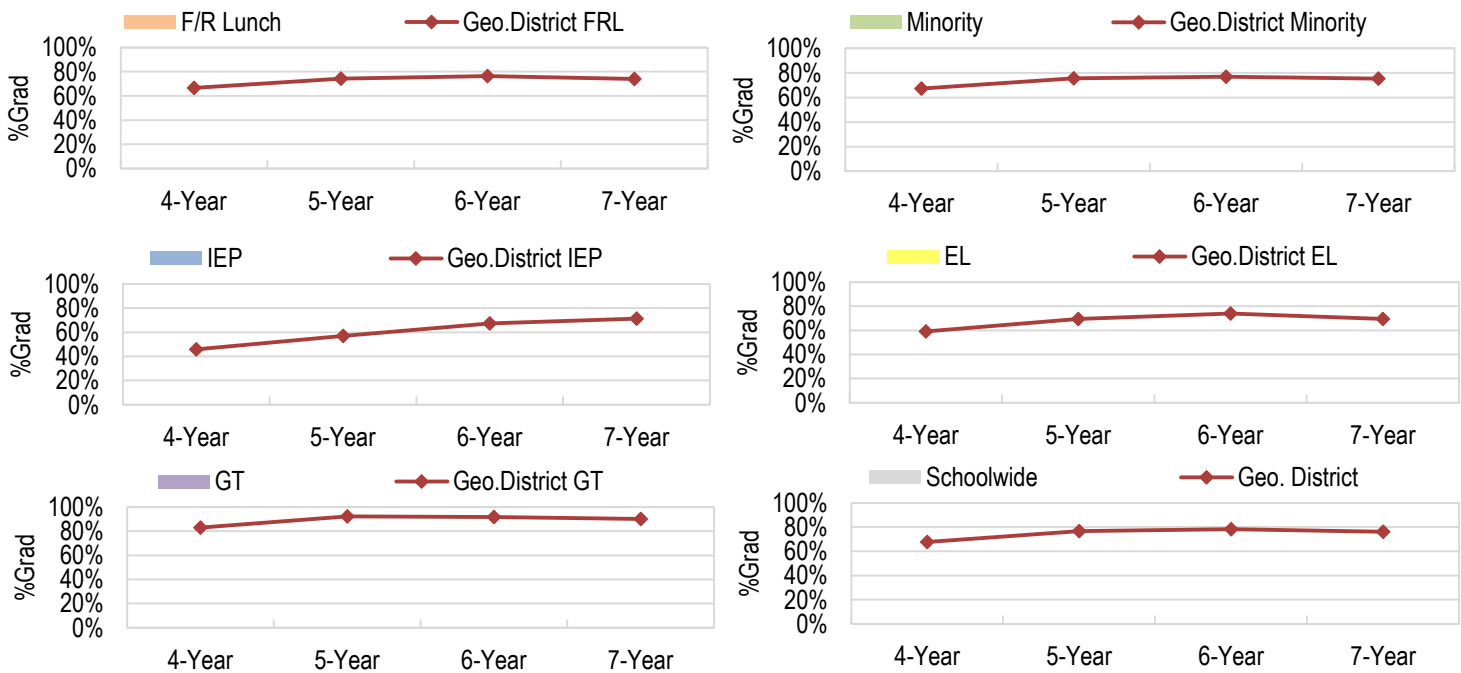 F/R Lunch Geo.District FRL
100%
80%
60%
40%
20%
0%
%Grad
4-Year 5-Year 6-Year 7-Year
Minority Geo.District Minority
100%
80%
60%
40%
20%
0%
%Grad
4-Year 5-Year 6-Year 7-Year
IEP Geo.District IEP
100%
80%
60%
40%
20%
0%
%Grad
4-Year 5-Year 6-Year 7-Year
EL Geo.District EL
100%
80%
60%
40%
20%
0%
%Grad
4-Year 5-Year 6-Year 7-Year
GT Geo.District GT
100%
80%
60%
40%
20%
0%
%Grad
4-Year 5-Year 6-Year 7-Year
Schoolwide Geo. District
100%
80%
60%
40%
20%
0%
%Grad
4-Year 5-Year 6-Year 7-Year